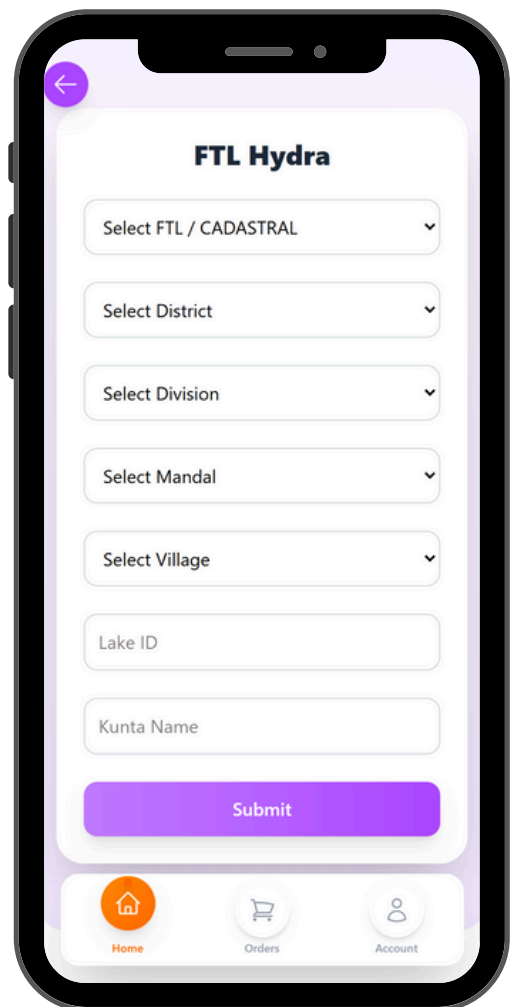 FTL Hydra
Select FTL / CADASTRAL
Select District
Select Division
Select Mandal
Select Village
Lake ID
Kunta Name
Submit
Home Orders Account